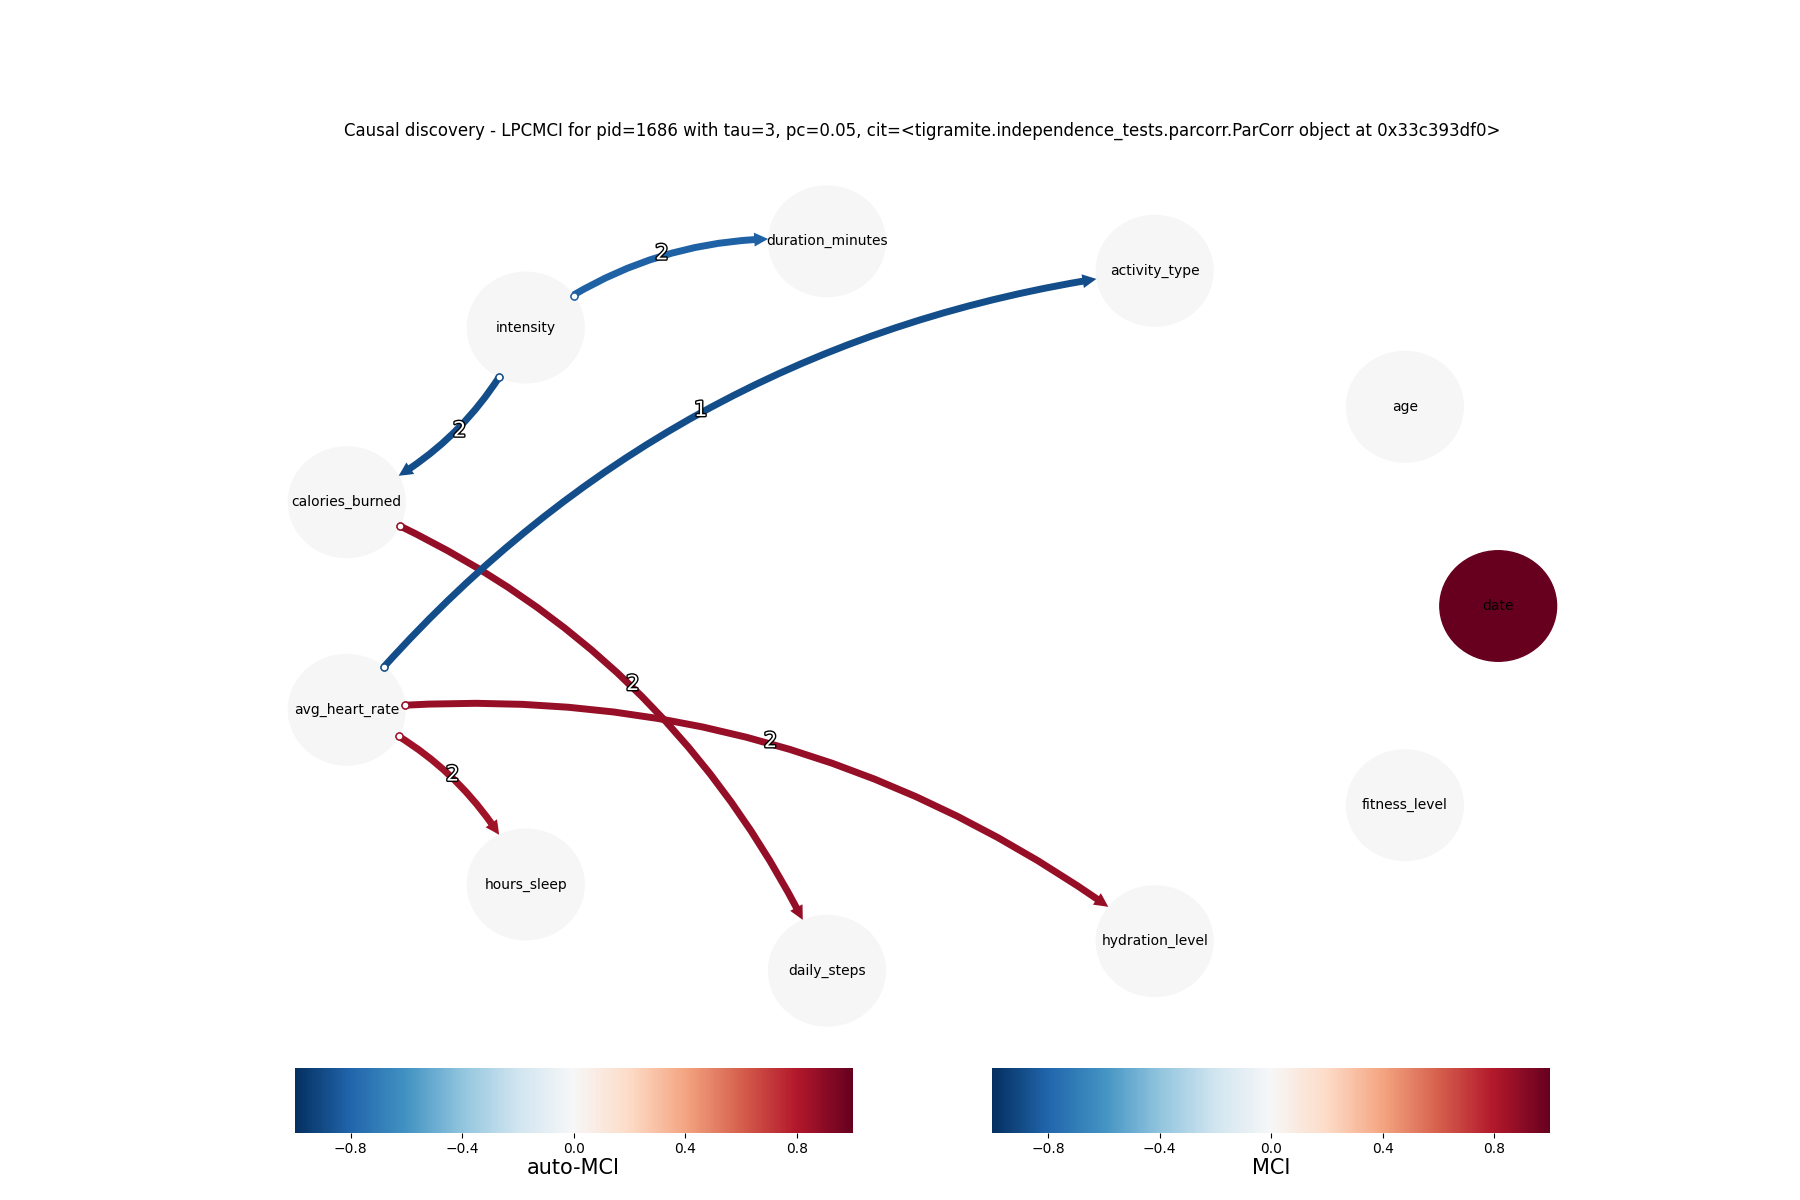 Causal discovery - LPCMCI for pid=1686 with tau=3, pc=0.05, cit=<tigramite.independence_tests.parcorr.ParCorr object at 0x33c393df0>
duration_minutes
2
activity_type
intensity
age
1
2
calories_burned
date
2
avg_heart_rate
2
2
fitness_level
hours_sleep
hydration_level
daily_steps
−0.8 −0.4 0.0 0.4 0.8
auto-MCI
−0.8 −0.4 0.0 0.4 0.8
MCI